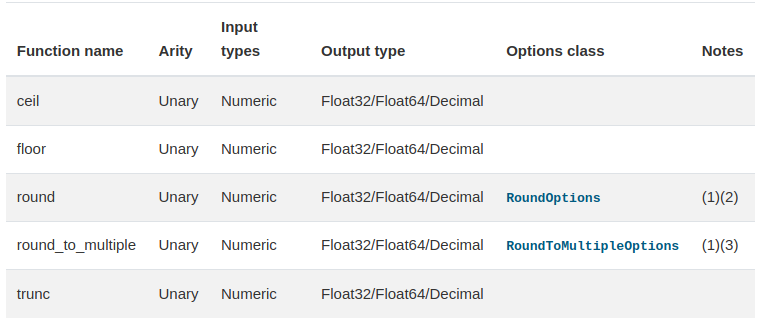 Function name Arity Input types Output type Options class Notes
ceil Unary Numeric Float32/Float64/Decimal
floor Unary Numeric Float32/Float64/Decimal
round Unary Numeric Float32/Float64/Decimal RoundOptions (1)(2)
round_to_multiple Unary Numeric Float32/Float64/Decimal RoundToMultipleOptions (1)(3)
trunc Unary Numeric Float32/Float64/Decimal